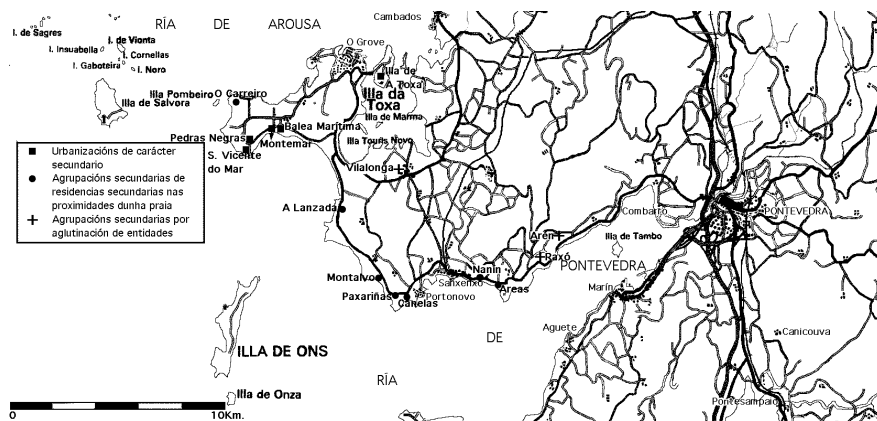 RÍA DE AROUSA
Cambados
I. de Sagres
I. de Vionta
I. Insuabella
I. Cornellas
I. Gaboteira
I. Noro
O Grove
Illa de A Toxa
Illa Pombeiro
O Carreiro
Illa de Salvora
Illa da Toxa
Illa de Marma
Balea Marítima
Pedras Negras
Montemar
Illa Touris Novo
S. Vicente do Mar
Vilalonga
Urbanizacións de carácter
secundario
Agrupacións secundarias de
residencias secundarias nas
proximidades dunha praia
Agrupacións secundarias por
aglutinación de entidades
A Lanzada
Combarro
PONTEVEDRA
Arén
Illa de Tambo
Raxó
PONTEVEDRA
Nanín
Montalvo
Sanxenxo
Areas
Marín
Paxariñas
Portonovo
Canelas
Aguete
Canicouva
DE
ILLA DE ONS
RÍA
Illa de Onza
Pontesampaio
0 10Km.